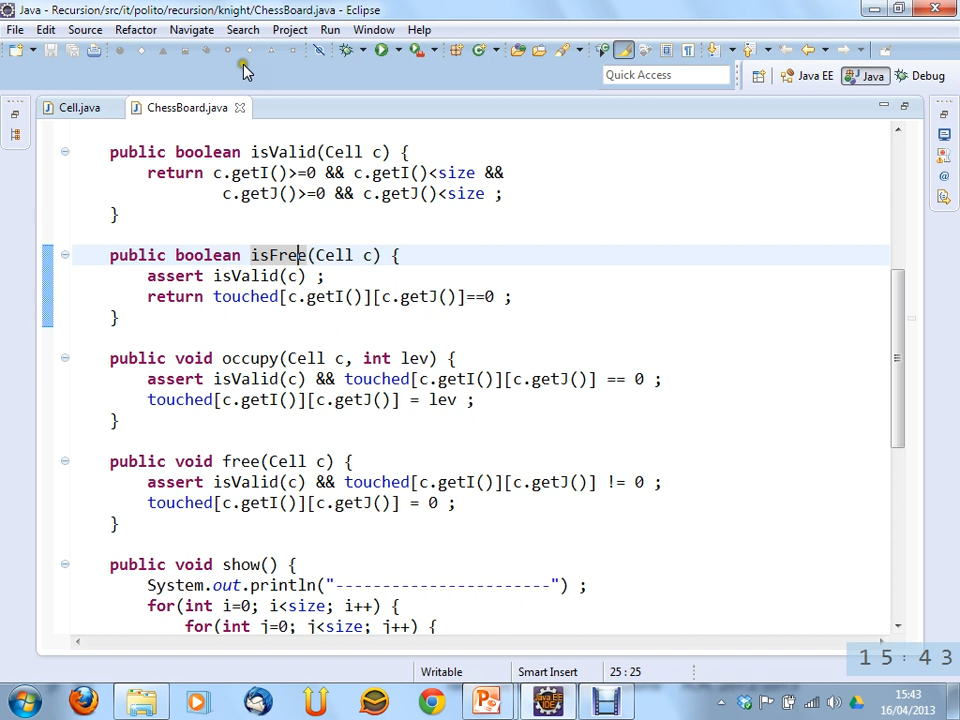 Java - Recursion/src/it/polito/recursion/knight/ChessBoard.java - Eclipse
File Edit Source Refactor Navigate Search Project Run Window Help
Quick Access
Java EE Java Debug
Cell.java ChessBoard.java
public boolean isValid(Cell c) {
return c.getI()>=0 && c.getI()<size &&
c.getJ()>=0 && c.getJ()<size ;
}
public boolean isFree(Cell c) {
assert isValid(c) ;
return touched[c.getI()][c.getJ()]==0 ;
}
public void occupy(Cell c, int lev) {
assert isValid(c) && touched[c.getI()][c.getJ()] == 0 ;
touched[c.getI()][c.getJ()] = lev ;
}
public void free(Cell c) {
assert isValid(c) && touched[c.getI()][c.getJ()] != 0 ;
touched[c.getI()][c.getJ()] = 0 ;
}
public void show() {
System.out.println("-----------------------") ;
for(int i=0; i<size; i++) {
for(int j=0; j<size; j++) {
15:43
Writable Smart Insert 25 : 25
15:43
16/04/2013